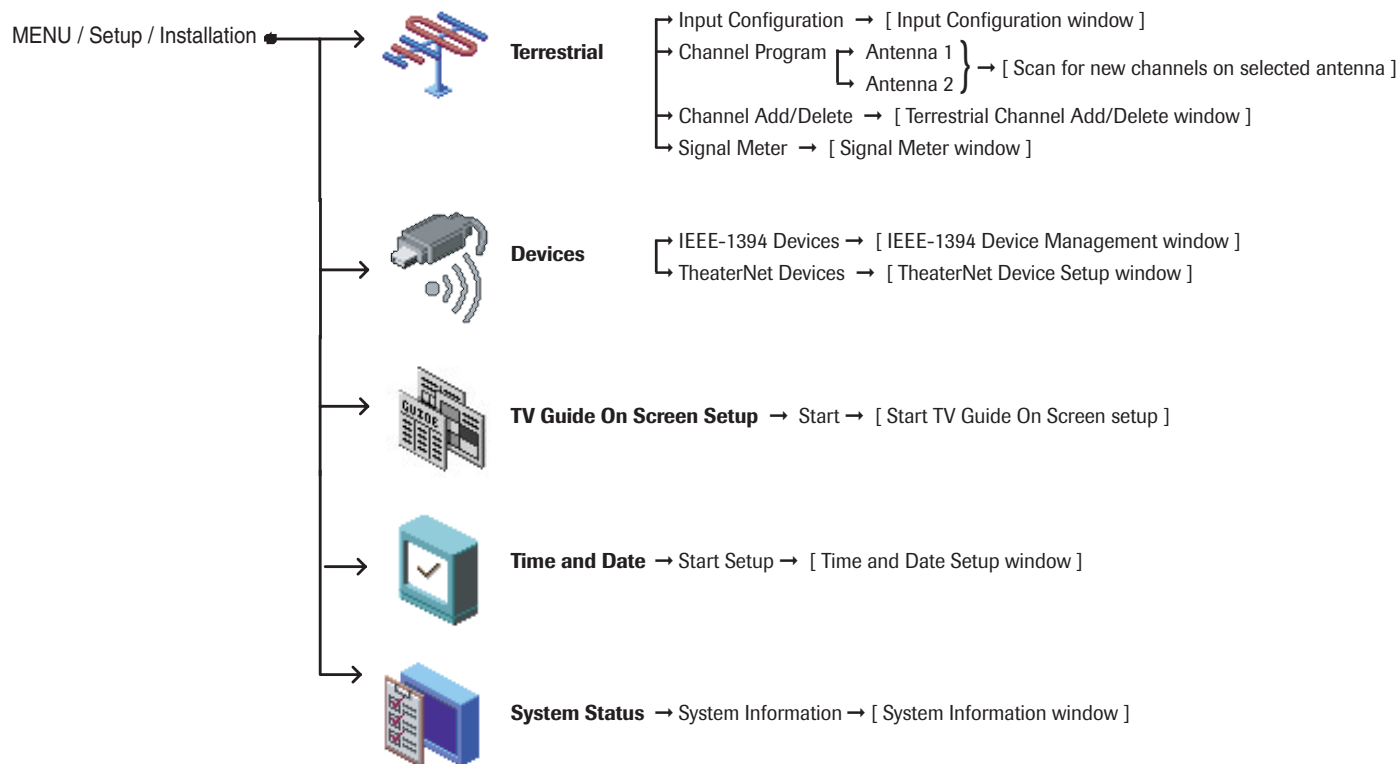 MENU / Setup / Installation
Terrestrial
Input Configuration → [ Input Configuration window ]
Channel Program
Antenna 1
Antenna 2
→ [ Scan for new channels on selected antenna ]
Channel Add/Delete → [ Terrestrial Channel Add/Delete window ]
Signal Meter → [ Signal Meter window ]
Devices
IEEE-1394 Devices → [ IEEE-1394 Device Management window ]
TheaterNet Devices → [ TheaterNet Device Setup window ]
GUIDE
TV Guide On Screen Setup → Start → [ Start TV Guide On Screen setup ]
Time and Date → Start Setup → [ Time and Date Setup window ]
System Status → System Information → [ System Information window ]